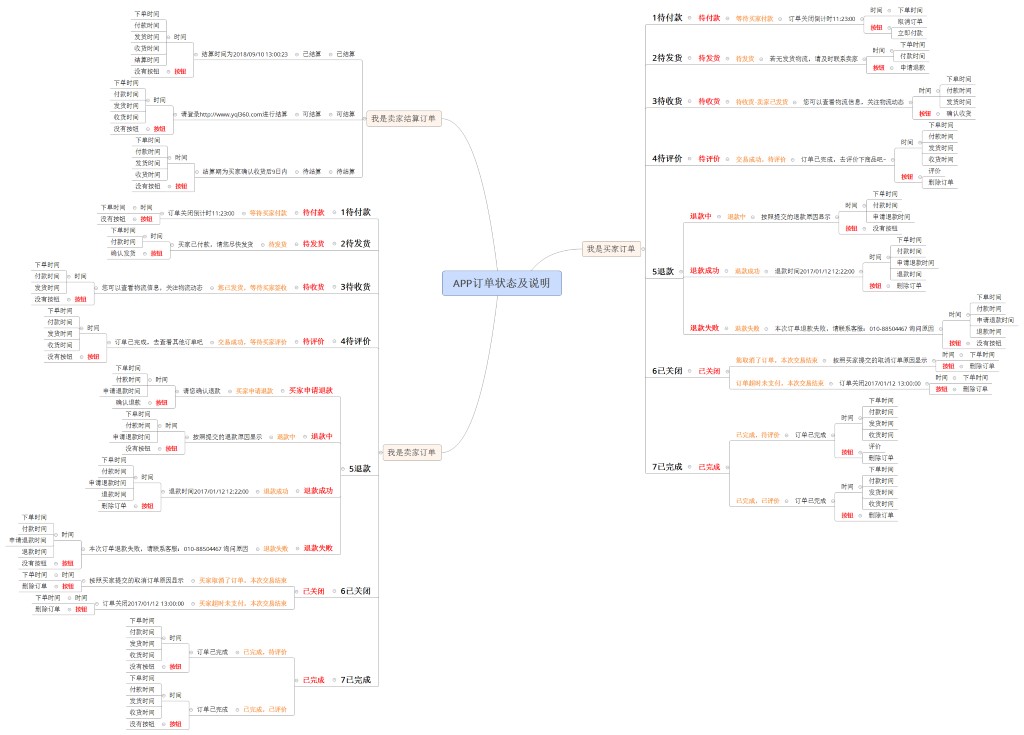 APP订单状态及说明
我是买家订单
1待付款 待付款 等待买家付款 订单关闭倒计时11:23:00
时间 下单时间
按钮 取消订单
立即付款
2待发货 待发货 待发货 若无发货物流，请及时联系卖家
时间 下单时间
付款时间
按钮 申请退款
3待收货 待收货 待收货 卖家已发货 您可以查看物流信息，关注物流动态
时间 下单时间
付款时间
发货时间
按钮 确认收货
4待评价 待评价 交易成功，待评价 订单已完成，去评价下商品吧~
时间 下单时间
付款时间
发货时间
收货时间
按钮 评价
删除订单
5退款
退款中 退款中 按照提交的退款原因显示
时间 下单时间
付款时间
申请退款时间
按钮 没有按钮
退款成功 退款成功 退款时间2017/01/12 12:22:00
时间 下单时间
付款时间
申请退款时间
退款时间
按钮 删除订单
退款失败 退款失败 本次订单退款失败，请联系客服：010-88504467 询问原因
时间 下单时间
付款时间
申请退款时间
退款时间
按钮 没有按钮
6已关闭 已关闭
取消了订单，本次交易结束 按照买家提交的取消订单原因显示
时间 下单时间
按钮 删除订单
订单超时未支付，本次交易结束 订单关闭2017/01/12 13:00:00
时间 下单时间
按钮 删除订单
7已完成 已完成
已完成，待评价 订单已完成
时间 下单时间
付款时间
发货时间
收货时间
按钮 评价
删除订单
已完成，已评价 订单已完成
时间 下单时间
付款时间
发货时间
收货时间
按钮 删除订单
我是卖家结算订单
已结算 已结算 结算时间为2018/09/10 13:00:23
时间 下单时间
付款时间
发货时间
收货时间
结算时间
按钮 没有按钮
可结算 可结算 请登录http://www.yql360.com进行结算
时间 下单时间
付款时间
发货时间
收货时间
按钮 没有按钮
待结算 待结算 结算期为买家确认收货后9日内
时间 下单时间
付款时间
发货时间
收货时间
按钮 没有按钮
我是卖家订单
1待付款 待付款 等待买家付款 订单关闭倒计时11:23:00
时间 下单时间
按钮 没有按钮
2待发货 待发货 待发货 买家已付款，请您尽快发货
时间 下单时间
付款时间
按钮 确认发货
3待收货 待收货 您已发货，等待买家签收 您可以查看物流信息，关注物流动态
时间 下单时间
付款时间
发货时间
按钮 没有按钮
4待评价 待评价 交易成功，等待买家评价 订单已完成，去查看其他订单吧
时间 下单时间
付款时间
发货时间
收货时间
按钮 没有按钮
5退款
买家申请退款 买家申请退款 请您确认退款
时间 下单时间
付款时间
申请退款时间
按钮 确认退款
退款中 退款中 按照提交的退款原因显示
时间 下单时间
付款时间
申请退款时间
按钮 没有按钮
退款成功 退款成功 退款时间2017/01/12 12:22:00
时间 下单时间
付款时间
申请退款时间
退款时间
按钮 删除订单
退款失败 退款失败 本次订单退款失败，请联系客服：010-88504467 询问原因
时间 下单时间
付款时间
申请退款时间
退款时间
按钮 没有按钮
6已关闭 已关闭
买家取消了订单，本次交易结束 按照买家提交的取消订单原因显示
时间 下单时间
按钮 删除订单
买家超时未支付，本次交易结束 订单关闭2017/01/12 13:00:00
时间 下单时间
按钮 删除订单
7已完成 已完成
已完成，待评价 订单已完成
时间 下单时间
付款时间
发货时间
收货时间
按钮 没有按钮
已完成，已评价 订单已完成
时间 下单时间
付款时间
发货时间
收货时间
按钮 没有按钮